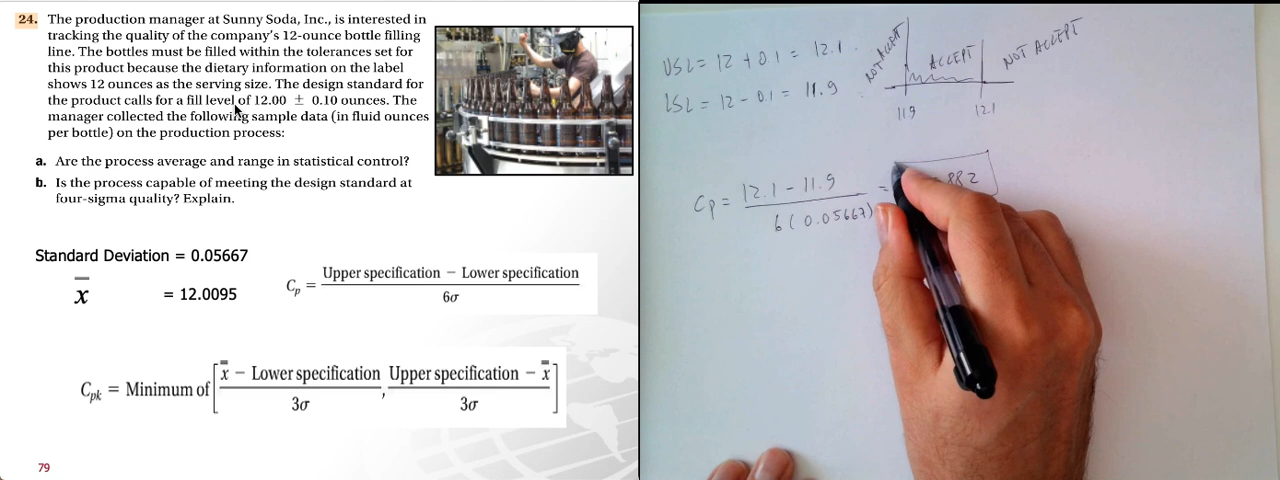 24. The production manager at Sunny Soda, Inc., is interested in
tracking the quality of the company's 12-ounce bottle filling
line. The bottles must be filled within the tolerances set for
this product because the dietary information on the label
shows 12 ounces as the serving size. The design standard for
the product calls for a fill level of 12.00 ± 0.10 ounces. The
manager collected the following sample data (in fluid ounces
per bottle) on the production process:
a. Are the process average and range in statistical control?
b. Is the process capable of meeting the design standard at
four-sigma quality? Explain.
Standard Deviation = 0.05667
x̄ = 12.0095
Cp = Upper specification − Lower specification / 6σ
Cpk = Minimum of [x̿ − Lower specification / 3σ, Upper specification − x̿ / 3σ]
79
USL = 12 + 0.1 = 12.1
LSL = 12 - 0.1 = 11.9
NOT ACCEPT
ACCEPT
NOT ACCEPT
11.9
12.1
Cp = 12.1 - 11.9 / 6(0.05667) =
882